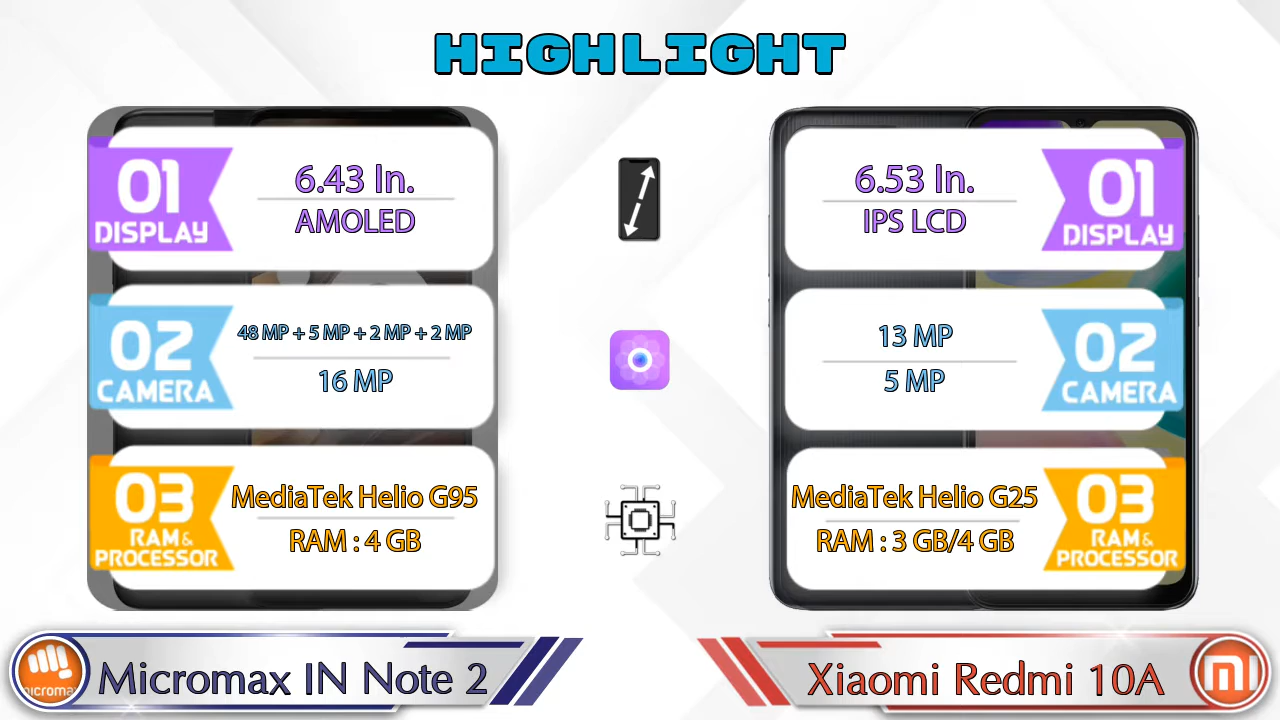 HIGHLIGHT
01
DISPLAY
6.43 In.
AMOLED
02
CAMERA
48 MP + 5 MP + 2 MP + 2 MP
16 MP
03
RAM &
PROCESSOR
MediaTek Helio G95
RAM : 4 GB
6.53 In.
IPS LCD
01
DISPLAY
13 MP
5 MP
02
CAMERA
MediaTek Helio G25
RAM : 3 GB/4 GB
03
RAM &
PROCESSOR
micromax
Micromax IN Note 2
Xiaomi Redmi 10A
mi